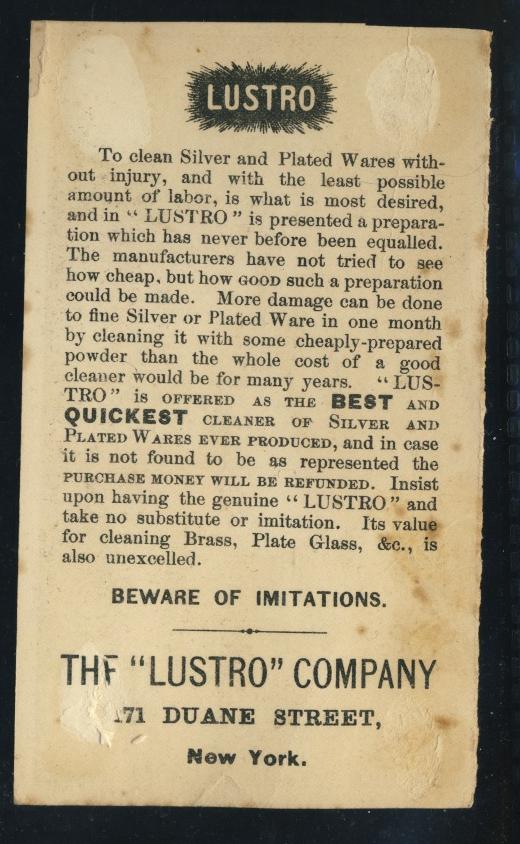 LUSTRO
To clean Silver and Plated Wares with-
out injury, and with the least possible
amount of labor, is what is most desired,
and in “ LUSTRO ” is presented a prepara-
tion which has never before been equalled.
The manufacturers have not tried to see
how cheap, but how GOOD such a preparation
could be made. More damage can be done
to fine Silver or Plated Ware in one month
by cleaning it with some cheaply-prepared
powder than the whole cost of a good
cleaner would be for many years. “ LUS-
TRO ” IS OFFERED AS THE BEST AND
QUICKEST CLEANER OF SILVER AND
PLATED WARES EVER PRODUCED, and in case
it is not found to be as represented the
PURCHASE MONEY WILL BE REFUNDED. Insist
upon having the genuine “ LUSTRO ” and
take no substitute or imitation. Its value
for cleaning Brass, Plate Glass, &c., is
also unexcelled.
BEWARE OF IMITATIONS.
THE “LUSTRO” COMPANY
171 DUANE STREET,
New York.